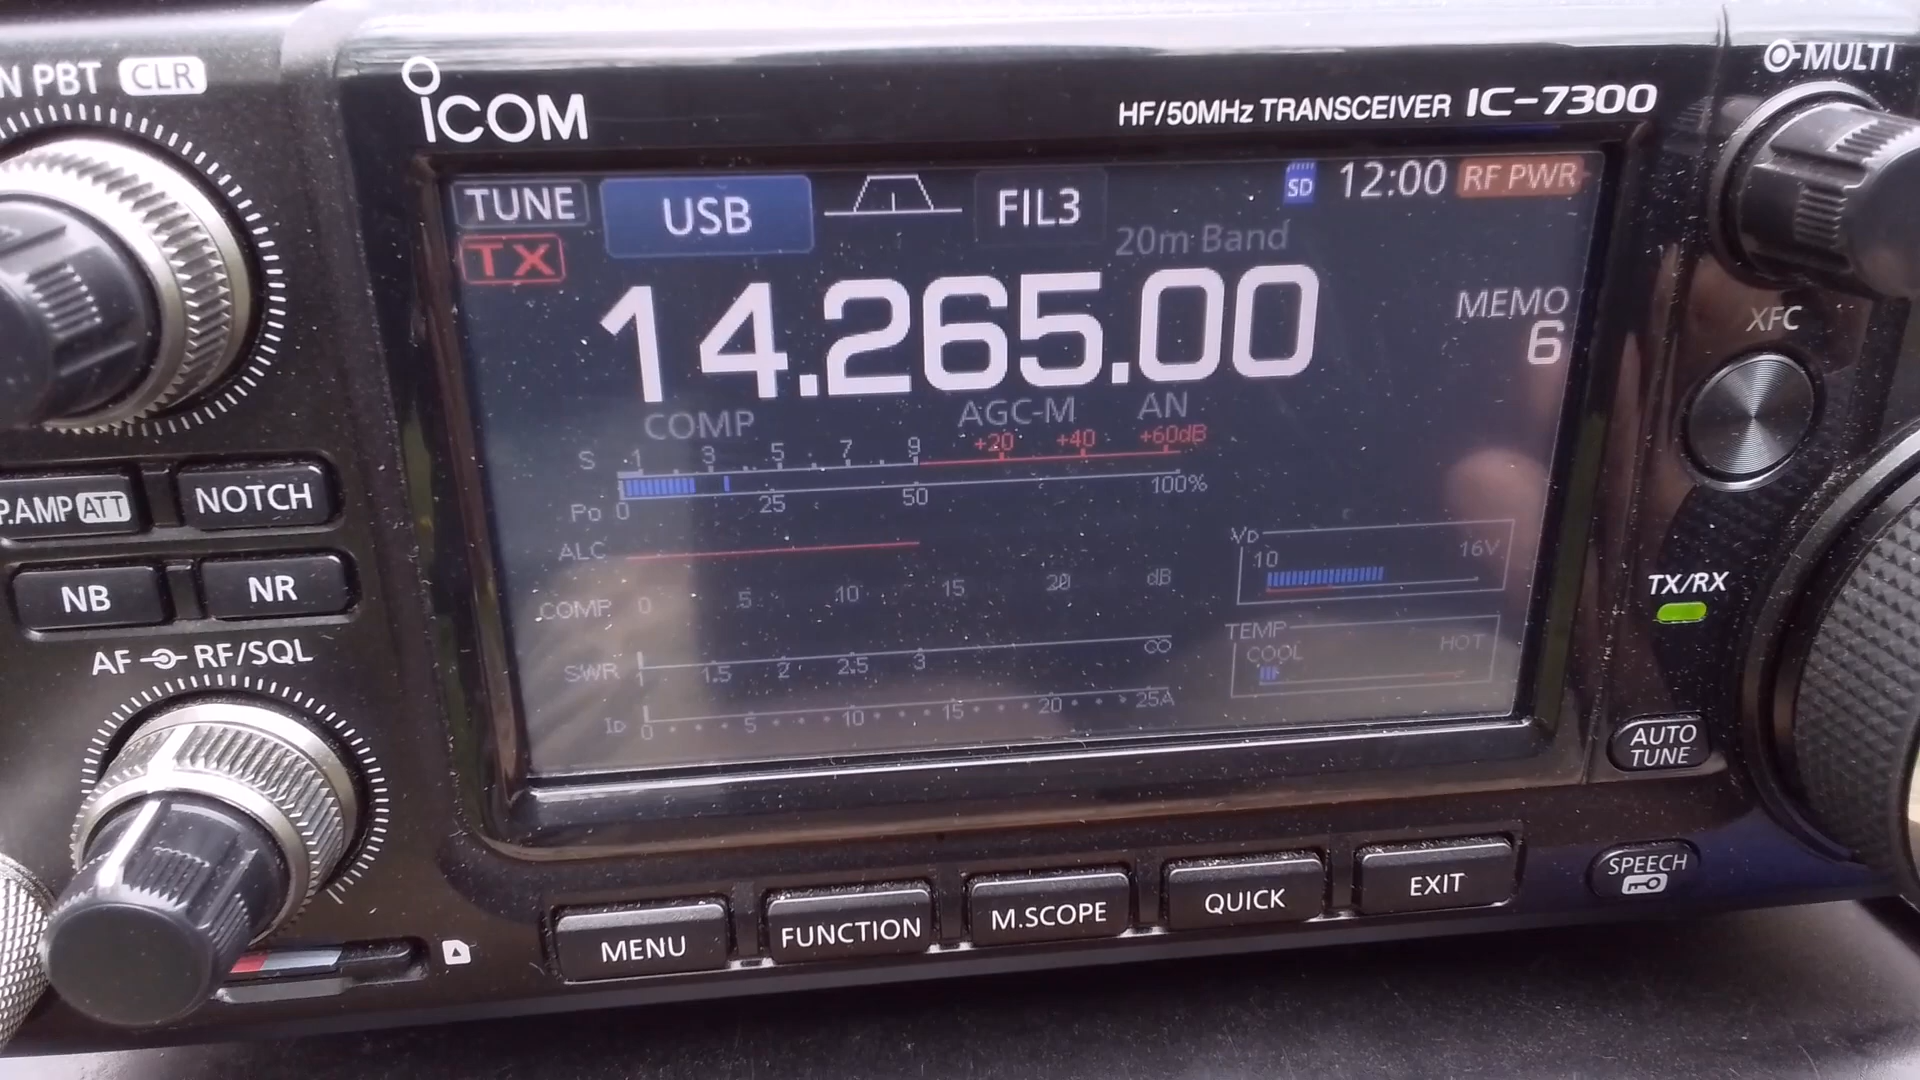 N PBT CLR
ICOM
HF/50MHz TRANSCEIVER IC-7300
MULTI
TUNE USB FIL3 SD 12:00 RF PWR
TX 20m Band
14.265.00
MEMO
6
XFC
COMP AGC-M AN
S 1 3 5 7 9 +20 +40 +60dB
Po 0 25 50 100%
P.AMP ATT NOTCH
ALC
VD
10 16V
COMP 0 5 10 15 20 dB
NB NR
TX/RX
TEMP
COOL HOT
SWR 1 1.5 2 2.5 3 ∞
ID 0 5 10 15 20 25A
AF RF/SQL
AUTO
TUNE
SPEECH
MENU FUNCTION M.SCOPE QUICK EXIT